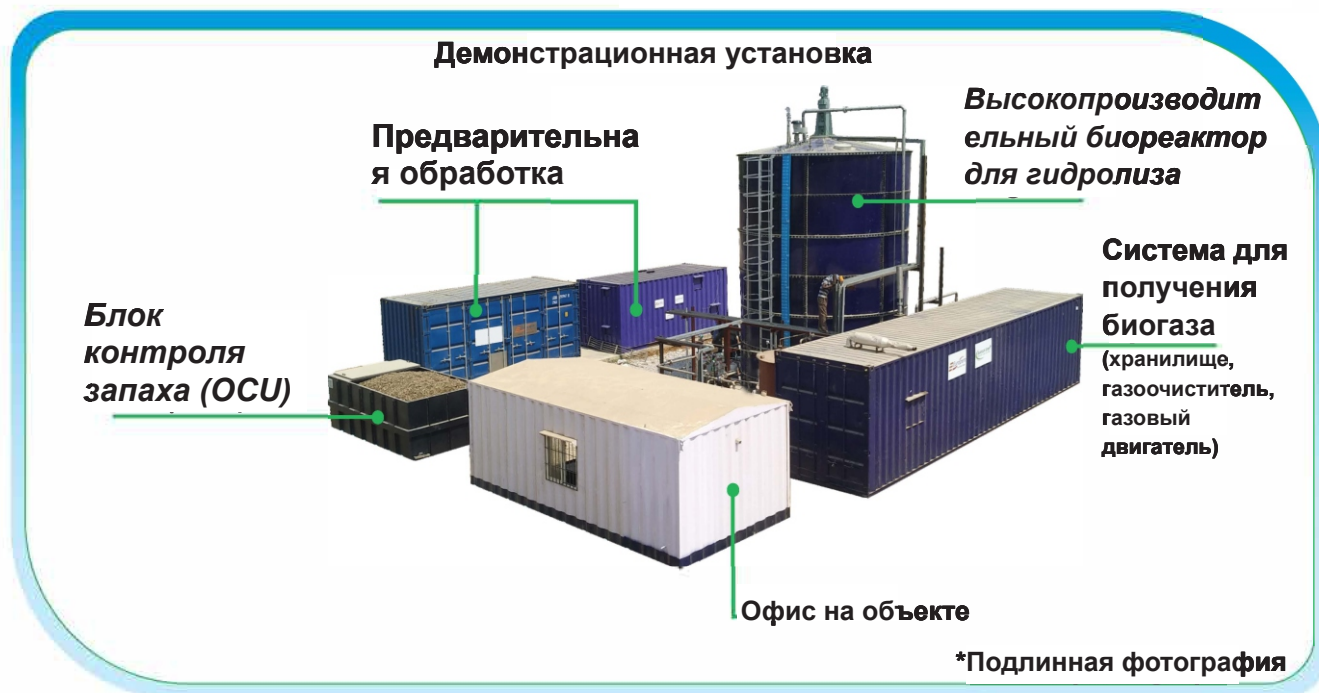 Демонстрационная установка
Высокопроизводит
ельный биореактор
для гидролиза
Предварительна
я обработка
Система для
получения
биогаза
(хранилище,
газоочиститель,
газовый
двигатель)
Блок
контроля
запаха (OCU)
Офис на объекте
*Подлинная фотография